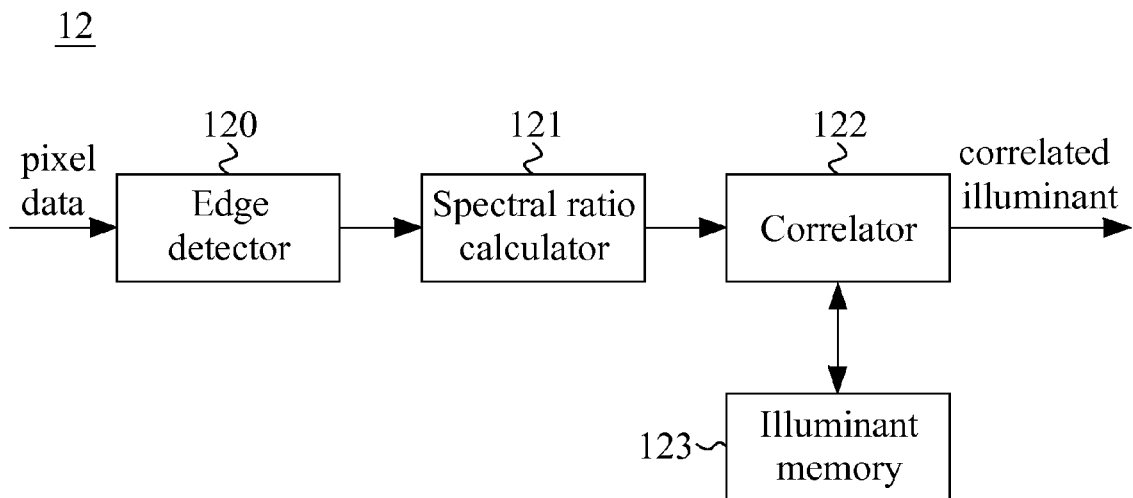 12
120
121
122
pixel
data
correlated
illuminant
Edge
detector
Spectral ratio
calculator
Correlator
123
Illuminant
memory